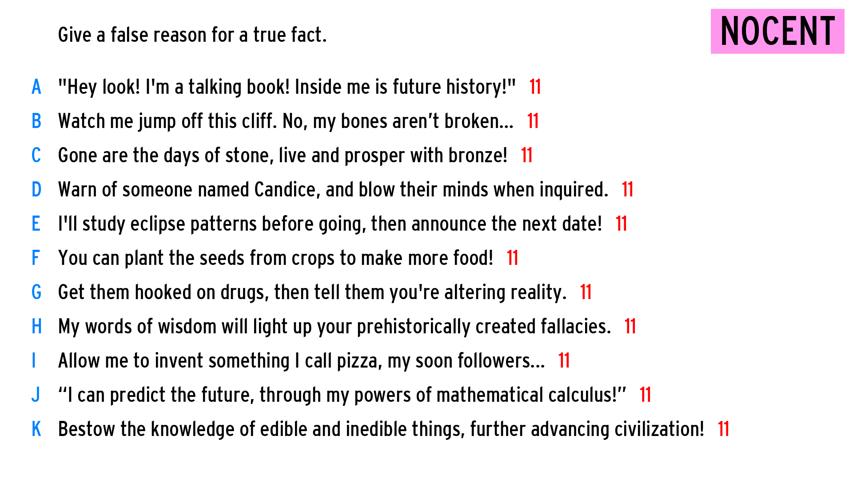 Give a false reason for a true fact.
NOCENT
A "Hey look! I'm a talking book! Inside me is future history!" 11
B Watch me jump off this cliff. No, my bones aren’t broken... 11
C Gone are the days of stone, live and prosper with bronze! 11
D Warn of someone named Candice, and blow their minds when inquired. 11
E I'll study eclipse patterns before going, then announce the next date! 11
F You can plant the seeds from crops to make more food! 11
G Get them hooked on drugs, then tell them you're altering reality. 11
H My words of wisdom will light up your prehistorically created fallacies. 11
I Allow me to invent something I call pizza, my soon followers... 11
J “I can predict the future, through my powers of mathematical calculus!” 11
K Bestow the knowledge of edible and inedible things, further advancing civilization! 11